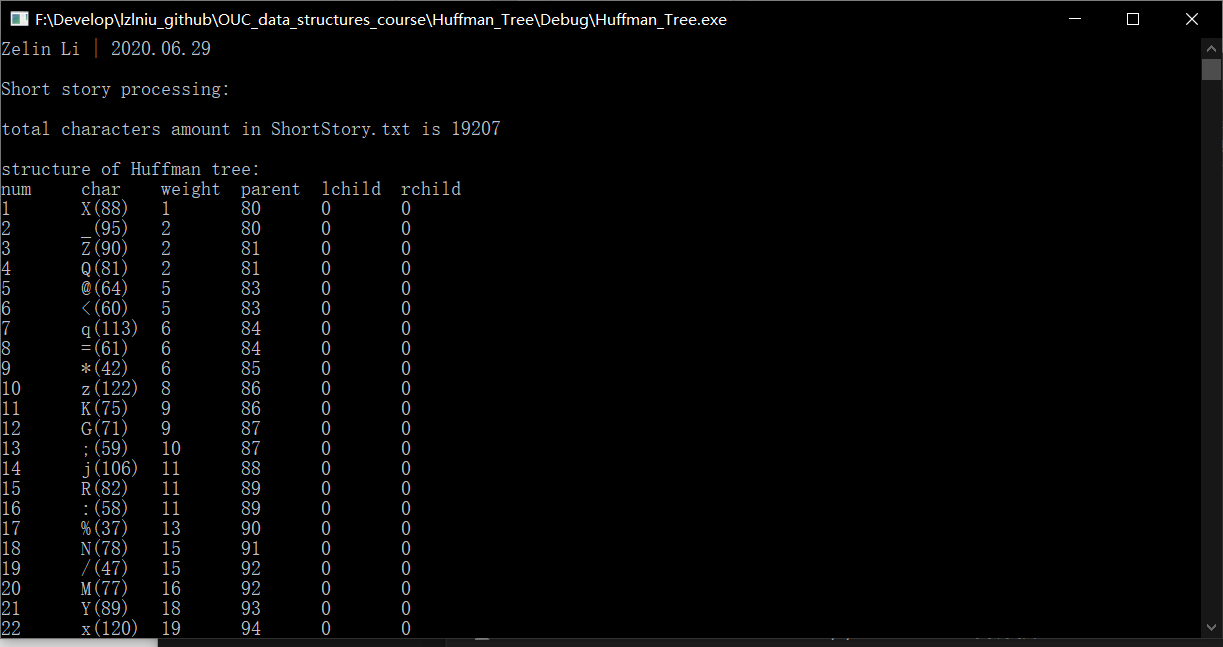 F:\Develop\lzlniu_github\OUC_data_structures_course\Huffman_Tree\Debug\Huffman_Tree.exe
Zelin Li | 2020.06.29
Short story processing:
total characters amount in ShortStory.txt is 19207
structure of Huffman tree:
num char weight parent lchild rchild
1 X(88) 1 80 0 0
2 _(95) 2 80 0 0
3 Z(90) 2 81 0 0
4 Q(81) 2 81 0 0
5 @(64) 5 83 0 0
6 <(60) 5 83 0 0
7 q(113) 6 84 0 0
8 =(61) 6 84 0 0
9 *(42) 6 85 0 0
10 z(122) 8 86 0 0
11 K(75) 9 86 0 0
12 G(71) 9 87 0 0
13 ;(59) 10 87 0 0
14 j(106) 11 88 0 0
15 R(82) 11 89 0 0
16 :(58) 11 89 0 0
17 %(37) 13 90 0 0
18 N(78) 15 91 0 0
19 /(47) 15 92 0 0
20 M(77) 16 92 0 0
21 Y(89) 18 93 0 0
22 x(120) 19 94 0 0